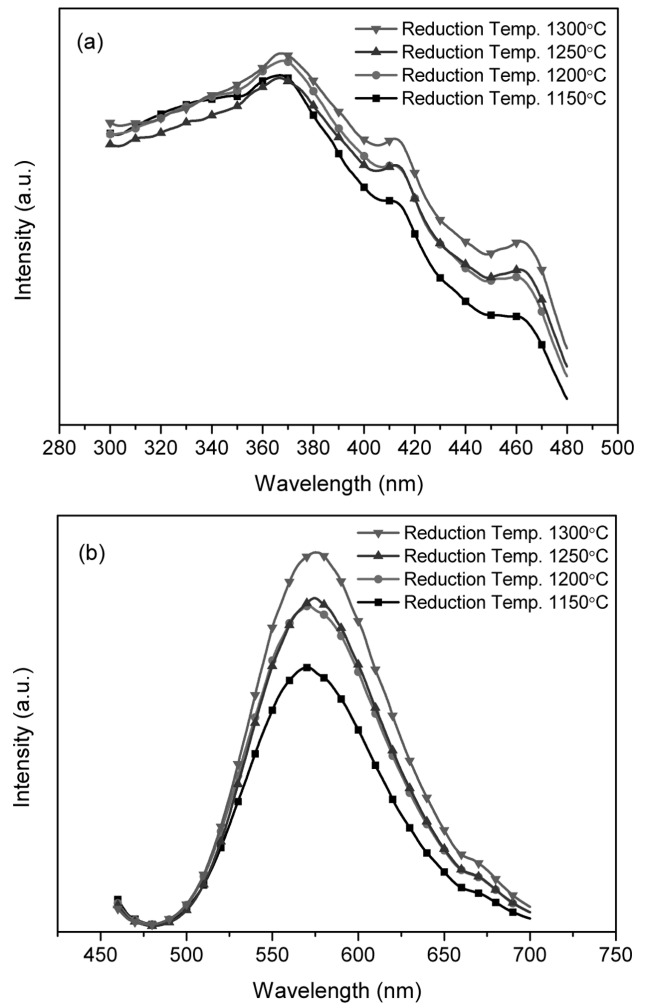 (a)
Reduction Temp. 1300°C
Reduction Temp. 1250°C
Reduction Temp. 1200°C
Reduction Temp. 1150°C
Intensity (a.u.)
280 300 320 340 360 380 400 420 440 460 480 500
Wavelength (nm)
(b)
Reduction Temp. 1300°C
Reduction Temp. 1250°C
Reduction Temp. 1200°C
Reduction Temp. 1150°C
Intensity (a.u.)
450 500 550 600 650 700 750
Wavelength (nm)